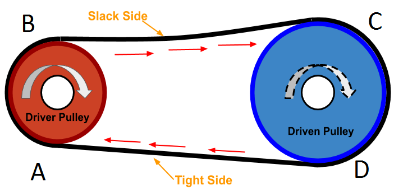 B
Slack Side
C
Driver Pulley
Driven Pulley
A
Tight Side
D